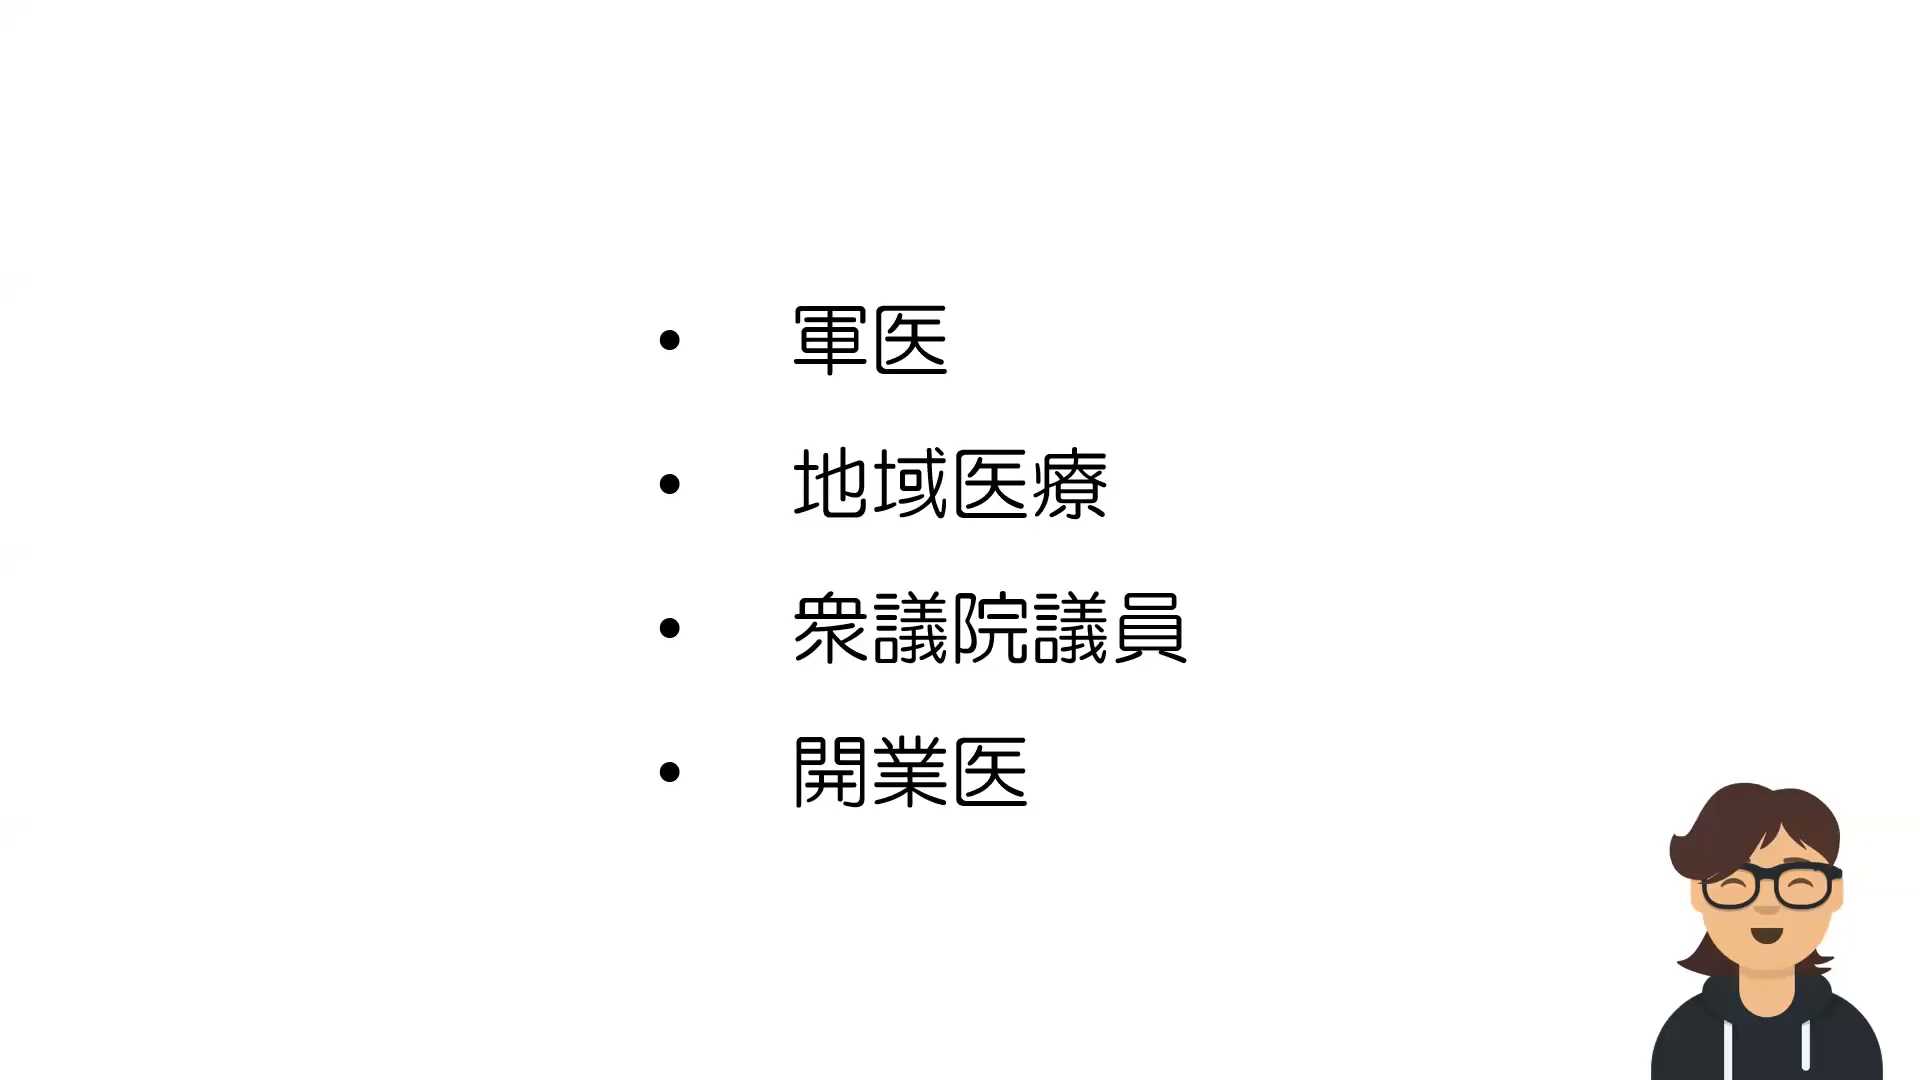 • 軍医
• 地域医療
• 衆議院議員
• 開業医